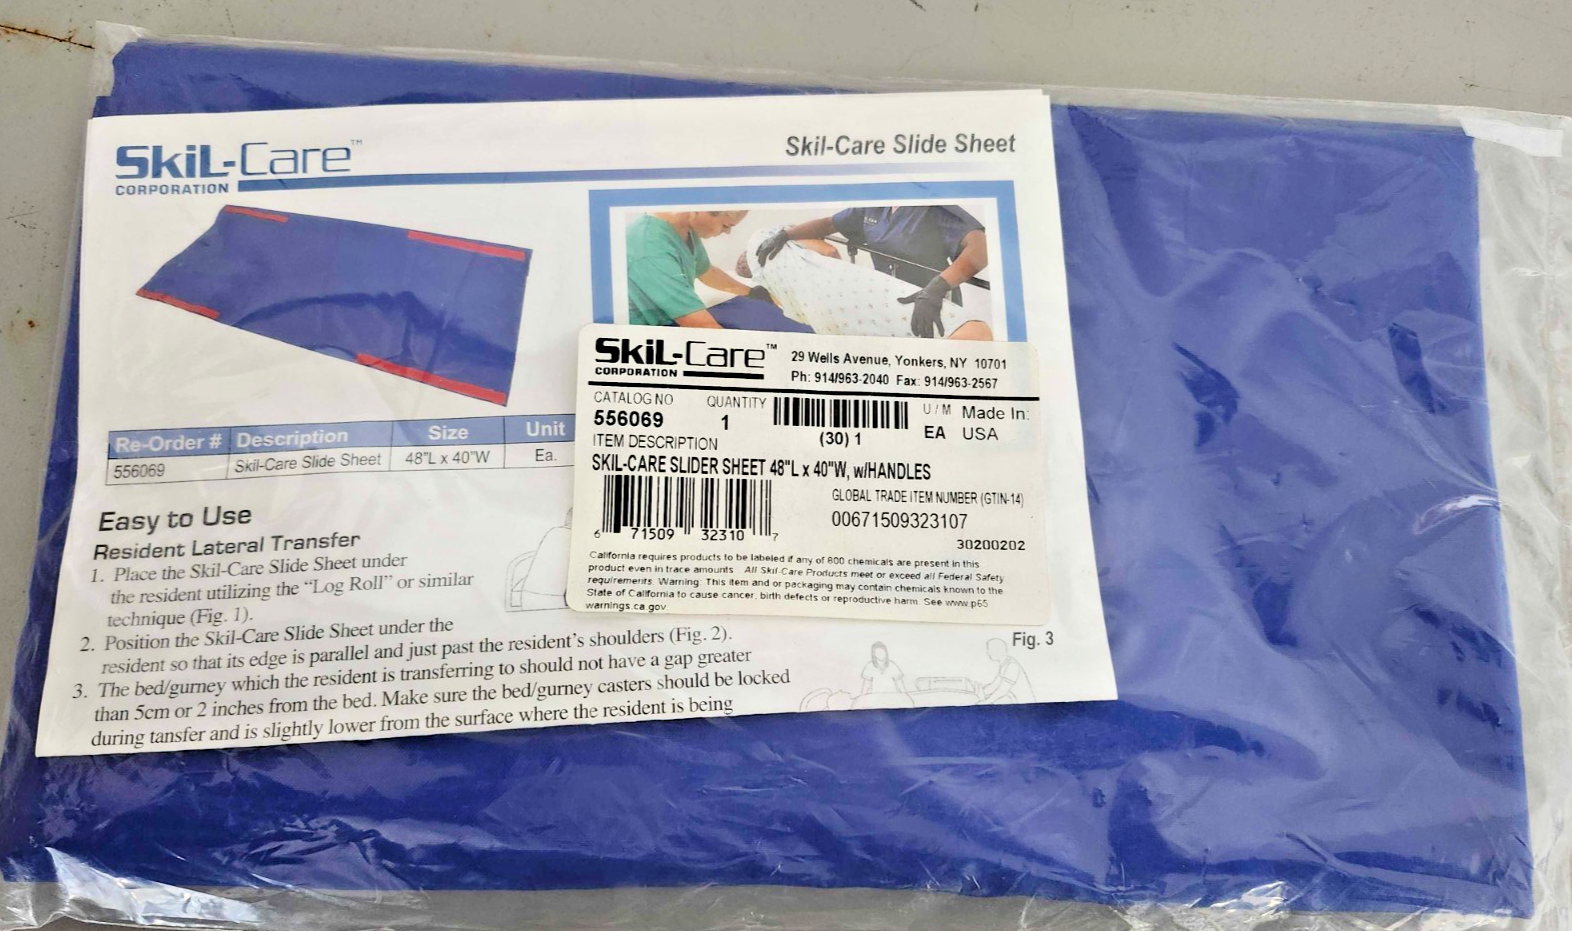 SkiL-Care™
CORPORATION
Skil-Care Slide Sheet
Re-Order # Description Size Unit
556069 Skil-Care Slide Sheet 48"L x 40"W Ea.
Easy to Use
Resident Lateral Transfer
1. Place the Skil-Care Slide Sheet under
the resident utilizing the “Log Roll” or similar
technique (Fig. 1).
2. Position the Skil-Care Slide Sheet under the
resident so that its edge is parallel and just past the resident’s shoulders (Fig. 2).
3. The bed/gurney which the resident is transferring to should not have a gap greater
than 5cm or 2 inches from the bed. Make sure the bed/gurney casters should be locked
during tansfer and is slightly lower from the surface where the resident is being
Fig. 3
SkiL-Care™
CORPORATION
29 Wells Avenue, Yonkers, NY 10701
Ph: 914/963-2040 Fax: 914/963-2567
CATALOG NO QUANTITY U/M Made In:
556069 1 (30) 1 EA USA
ITEM DESCRIPTION
SKIL-CARE SLIDER SHEET 48"L x 40"W, w/HANDLES
GLOBAL TRADE ITEM NUMBER (GTIN-14)
00671509323107
6 71509 32310 7
30200202
California requires products to be labeled if any of 800 chemicals are present in this
product even in trace amounts. All Skil-Care Products meet or exceed all Federal Safety
requirements. Warning: This item and or packaging may contain chemicals known to the
State of California to cause cancer, birth defects or reproductive harm. See www.p65
warnings.ca.gov